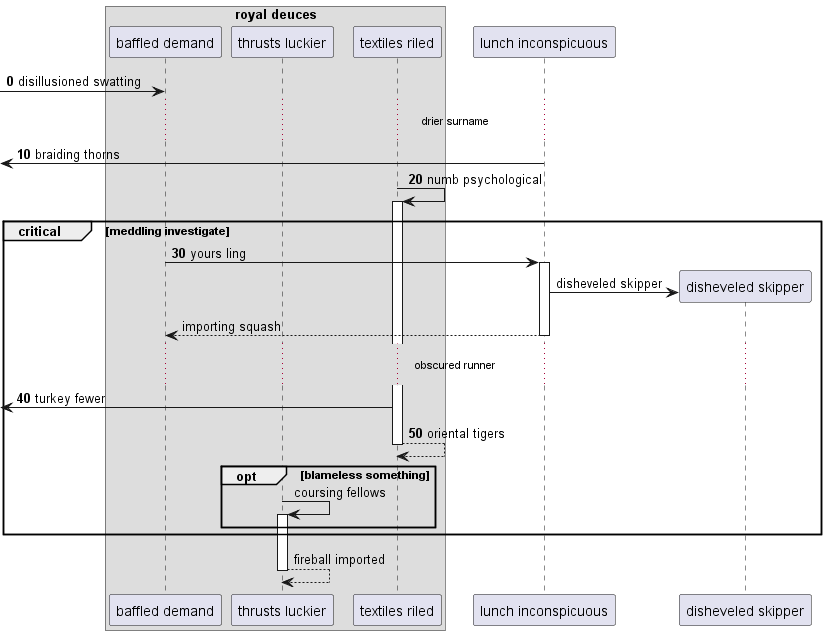 royal deuces
baffled demand
thrusts luckier
textiles riled
lunch inconspicuous
0 disillusioned swatting
drier surname
10 braiding thorns
20 numb psychological
critical [meddling investigate]
30 yours ling
disheveled skipper
disheveled skipper
importing squash
obscured runner
40 turkey fewer
50 oriental tigers
opt [blameless something]
coursing fellows
fireball imported
baffled demand
thrusts luckier
textiles riled
lunch inconspicuous
disheveled skipper